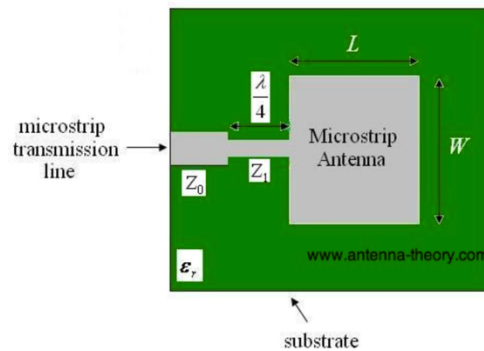 L
λ
4
microstrip
transmission
line
Z₀
Z₁
Microstrip
Antenna
W
www.antenna-theory.com
εᵣ
substrate